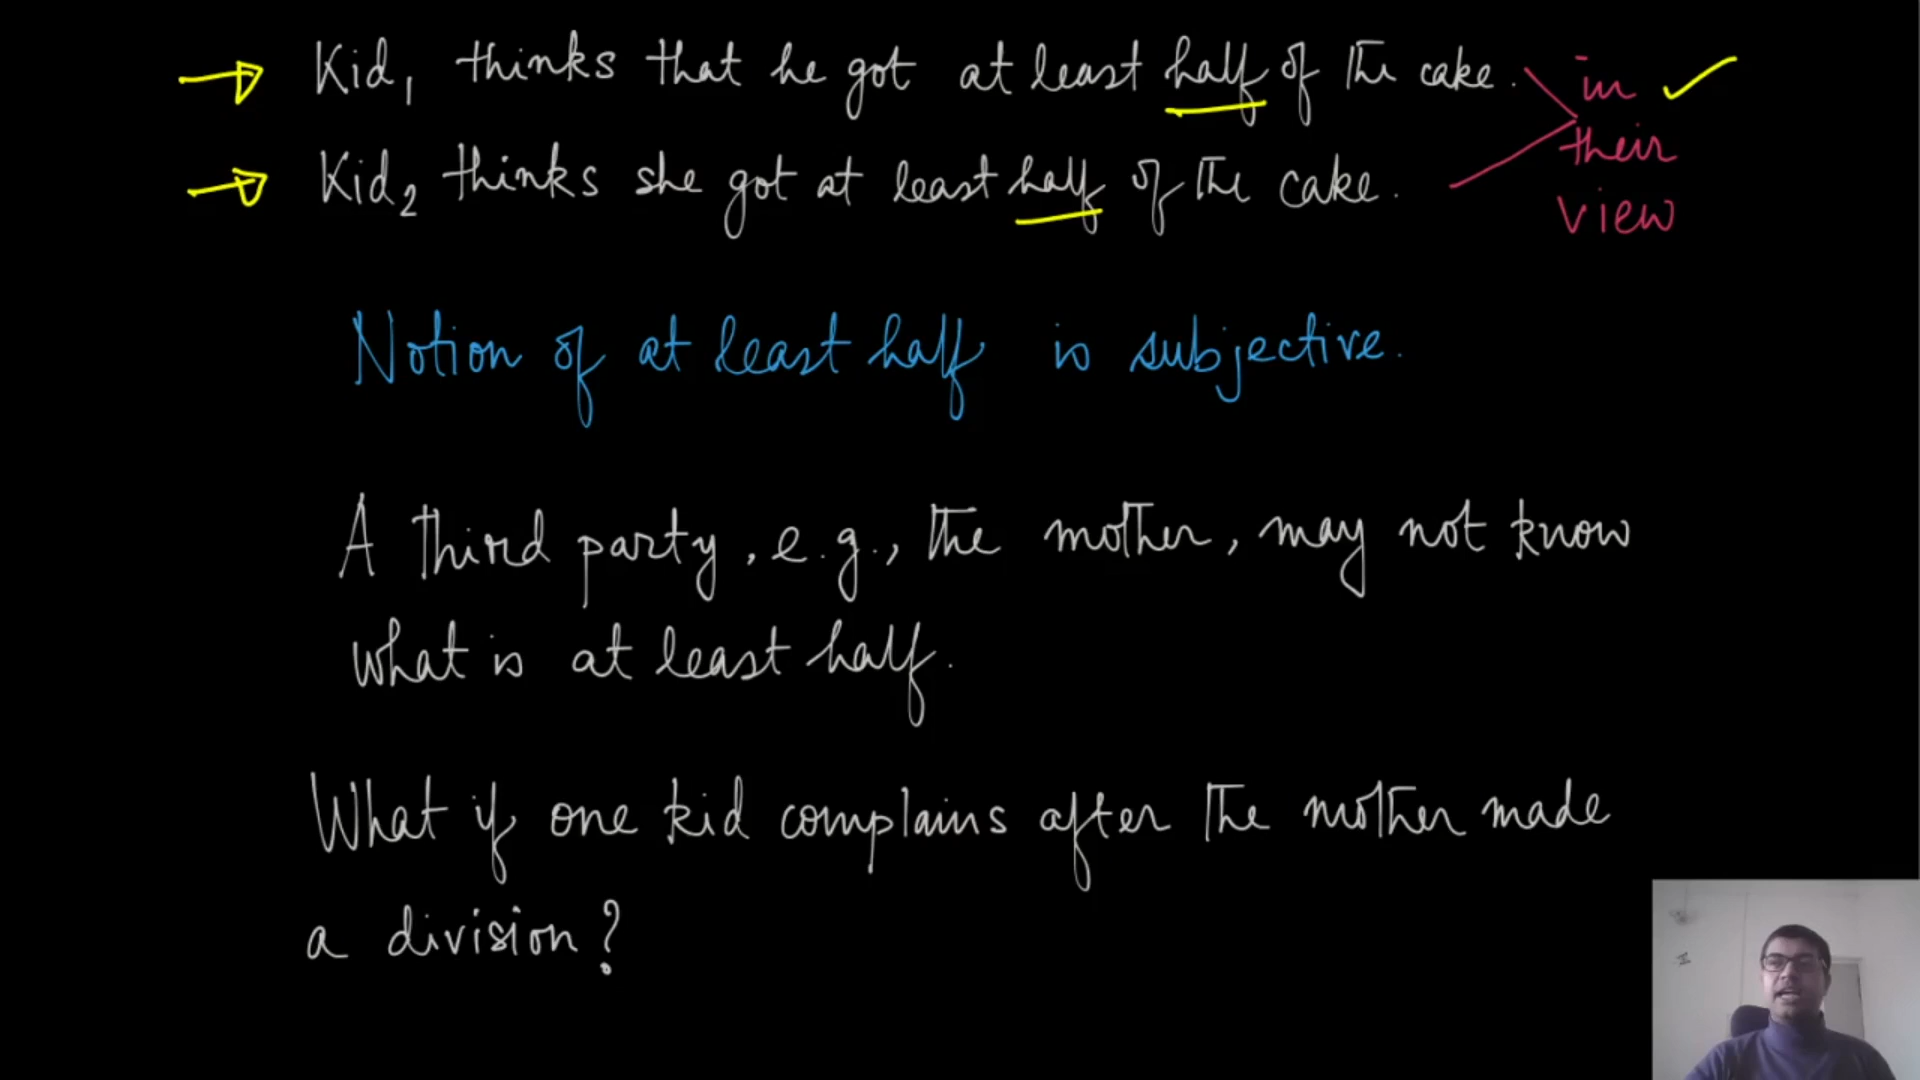 Kid₁ thinks that he got at least half of the cake.
in
their
view
Kid₂ thinks she got at least half of the cake.
Notion of at least half is subjective.
A third party, e.g., the mother, may not know
what is at least half.
What if one kid complains after the mother made
a division?